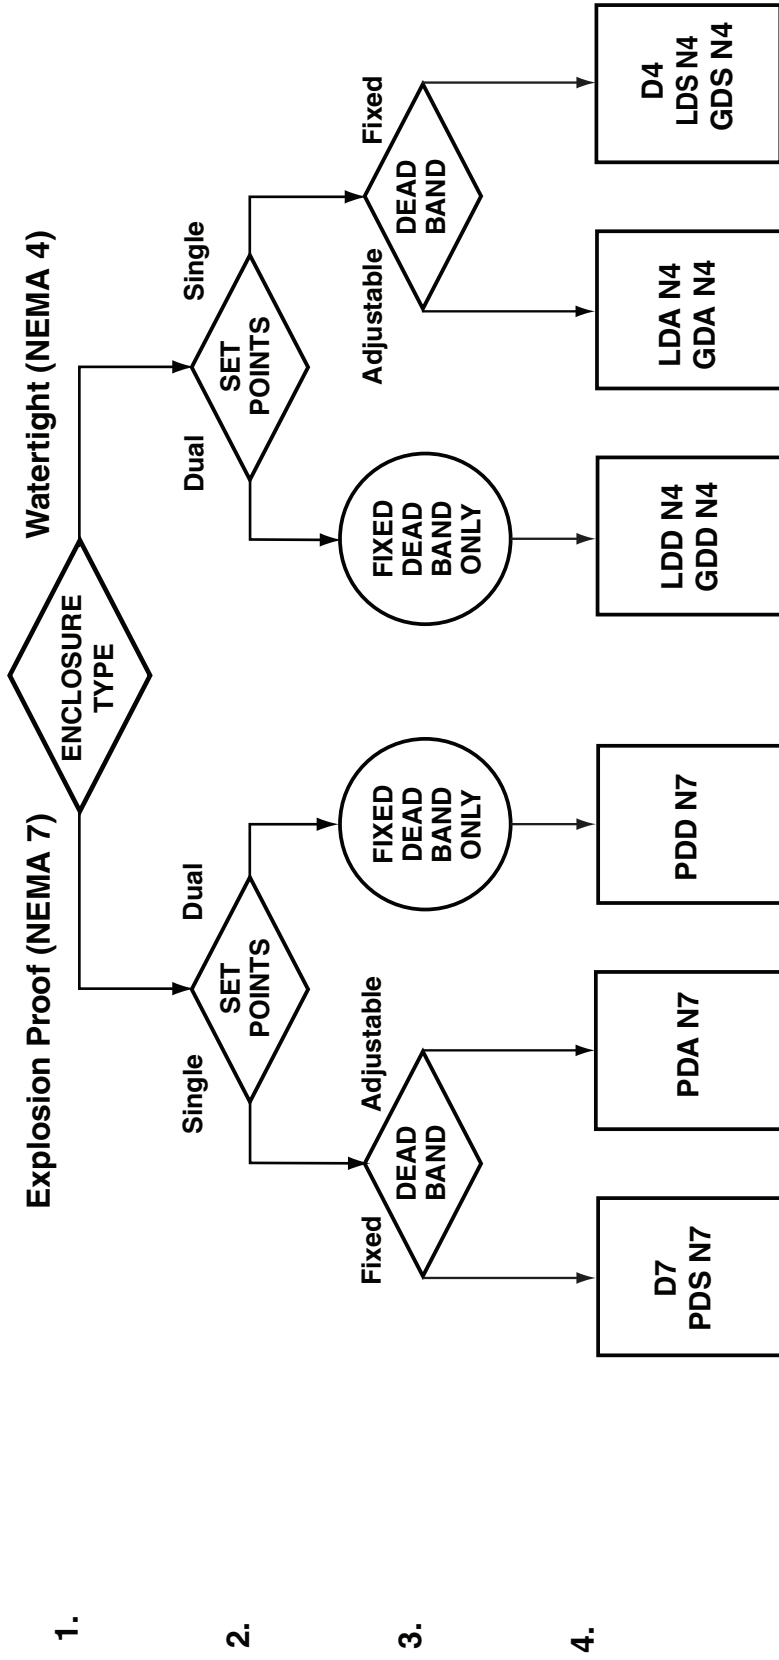 1.
Explosion Proof (NEMA 7)
Watertight (NEMA 4)
ENCLOSURE
TYPE
2.
Single
Dual
Dual
Single
SET
POINTS
SET
POINTS
3.
Fixed
Adjustable
Adjustable
Fixed
DEAD
BAND
FIXED
DEAD
BAND
ONLY
FIXED
DEAD
BAND
ONLY
DEAD
BAND
4.
D7
PDS N7
PDA N7
PDD N7
LDD N4
GDD N4
LDA N4
GDA N4
D4
LDS N4
GDS N4